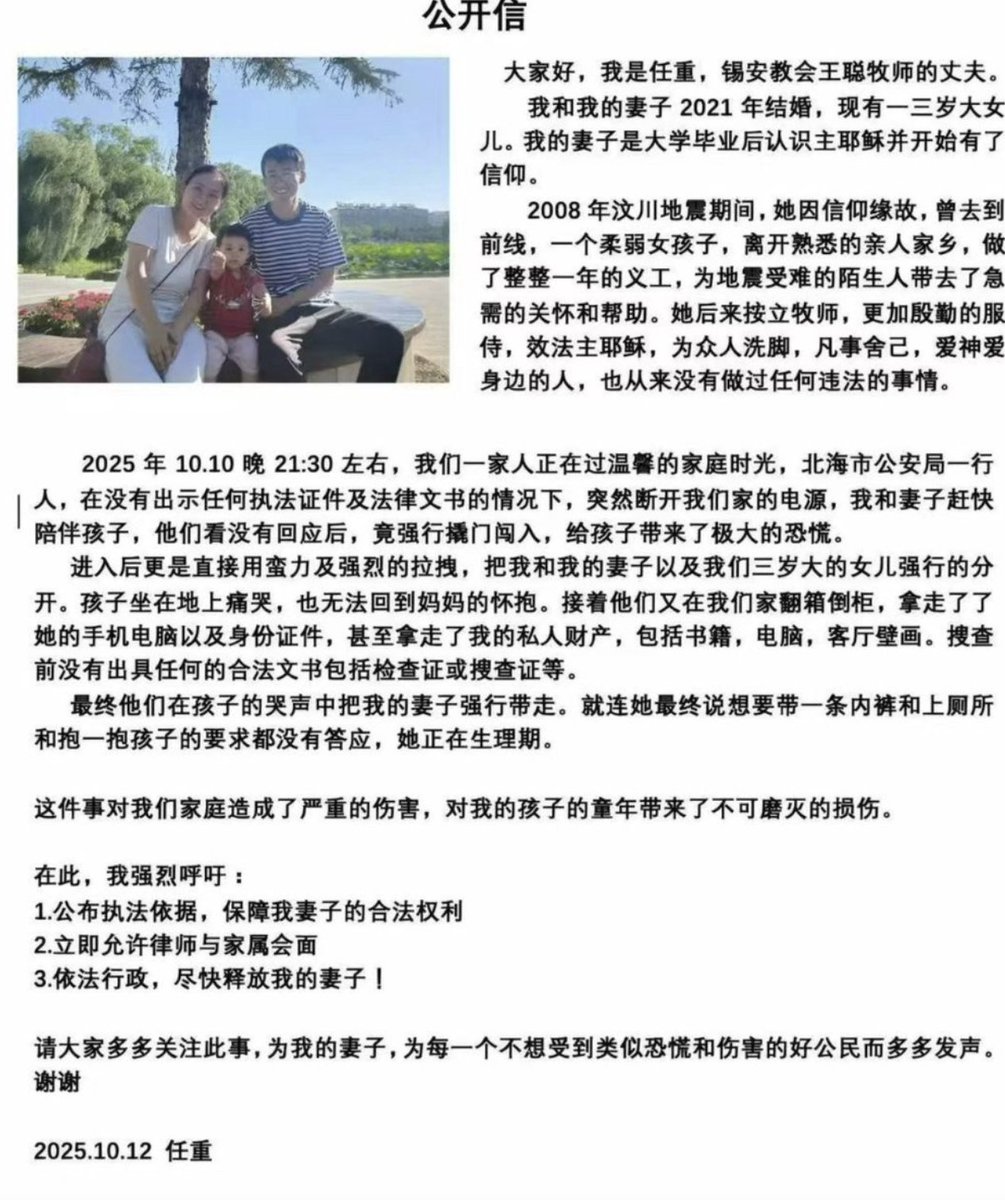 公开信
大家好，我是任重，锡安教会王聪牧师的丈夫。
我和我的妻子 2021 年结婚，现有一三岁大女
儿。我的妻子是大学毕业后认识主耶稣并开始有了
信仰。
2008 年汶川地震期间，她因信仰缘故，曾去到
前线，一个柔弱女孩子，离开熟悉的亲人家乡，做
了整整一年的义工，为地震受难的陌生人带去了急
需的关怀和帮助。她后来按立牧师，更加殷勤的服
侍，效法主耶稣，为众人洗脚，凡事舍己，爱神爱
身边的人，也从来没有做过任何违法的事情。
2025 年 10.10 晚 21:30 左右，我们一家人正在过温馨的家庭时光，北海市公安局一行
人，在没有出示任何执法证件及法律文书的情况下，突然断开我们家的电源，我和妻子赶快
陪伴孩子，他们看没有回应后，竟强行撬门闯入，给孩子带来了极大的恐慌。
进入后更是直接用蛮力及强烈的拉拽，把我和我的妻子以及我们三岁大的女儿强行的分
开。孩子坐在地上痛哭，也无法回到妈妈的怀抱。接着他们又在我们家翻箱倒柜，拿走了了
她的手机电脑以及身份证件，甚至拿走了我的私人财产，包括书籍，电脑，客厅壁画。搜查
前没有出具任何的合法文书包括检查证或搜查证等。
最终他们在孩子的哭声中把我的妻子强行带走。就连她最终说想要带一条内裤和上厕所
和抱一抱孩子的要求都没有答应，她正在生理期。
这件事对我们家庭造成了严重的伤害，对我的孩子的童年带来了不可磨灭的损伤。
在此，我强烈呼吁：
1.公布执法依据，保障我妻子的合法权利
2.立即允许律师与家属会面
3.依法行政，尽快释放我的妻子！
请大家多多关注此事，为我的妻子，为每一个不想受到类似恐慌和伤害的好公民而多多发声。
谢谢
2025.10.12 任重